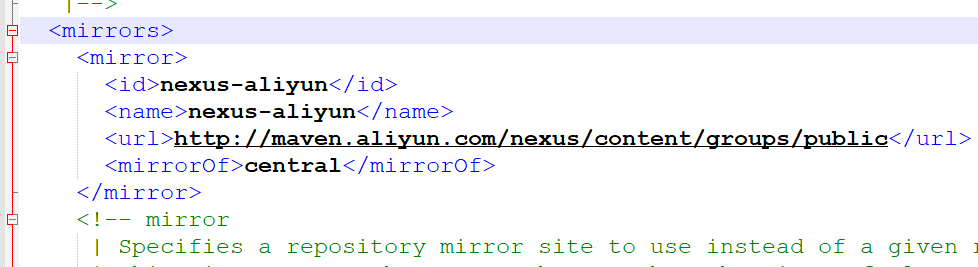 |-->
<mirrors>
<mirror>
<id>nexus-aliyun</id>
<name>nexus-aliyun</name>
<url>http://maven.aliyun.com/nexus/content/groups/public</url>
<mirrorOf>central</mirrorOf>
</mirror>
<!-- mirror
| Specifies a repository mirror site to use instead of a given